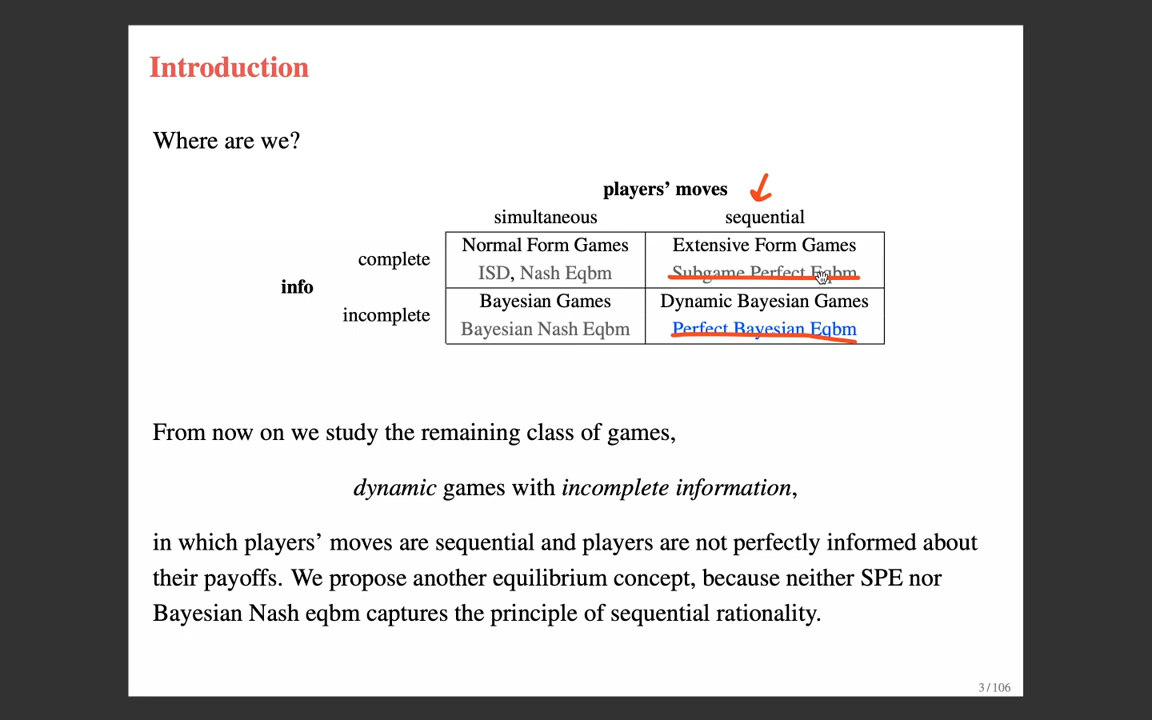 Introduction
Where are we?
players’ moves
simultaneous sequential
complete Normal Form Games Extensive Form Games
ISD, Nash Eqbm Subgame Perfect Eqbm
info
incomplete Bayesian Games Dynamic Bayesian Games
Bayesian Nash Eqbm Perfect Bayesian Eqbm
From now on we study the remaining class of games,
dynamic games with incomplete information,
in which players’ moves are sequential and players are not perfectly informed about
their payoffs. We propose another equilibrium concept, because neither SPE nor
Bayesian Nash eqbm captures the principle of sequential rationality.
3 / 106